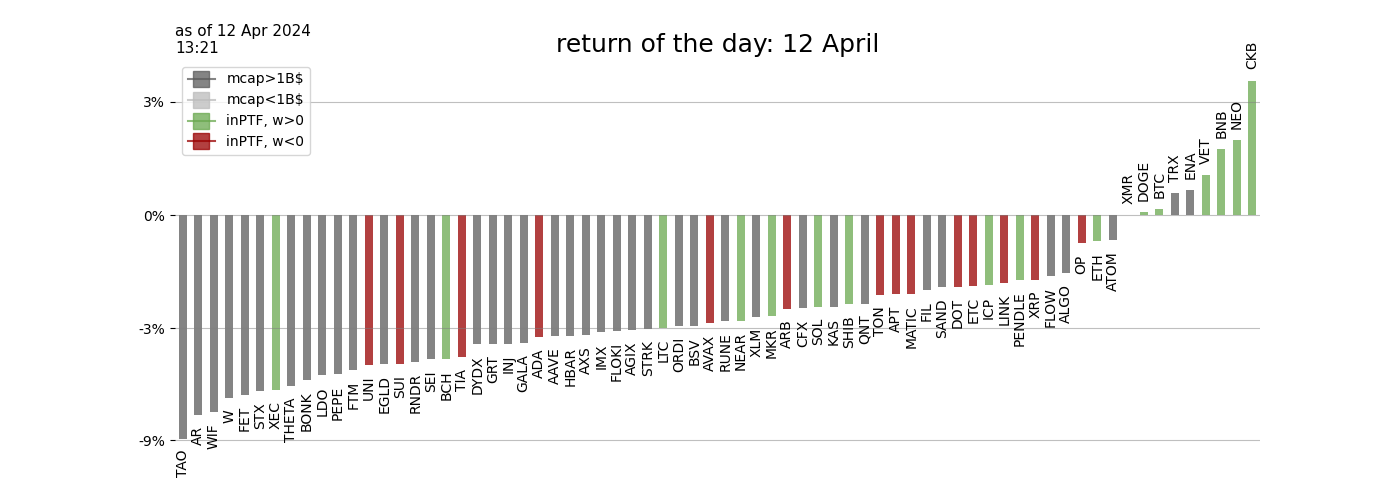 as of 12 Apr 2024
13:21
return of the day: 12 April
mcap>1B$
mcap<1B$
inPTF, w>0
inPTF, w<0
3%
0%
-3%
-9%
TAO
AR
WIF
W
FET
STX
XEC
THETA
BONK
LDO
PEPE
FTM
UNI
EGLD
SUI
RNDR
SEI
BCH
TIA
DYDX
GRT
INJ
GALA
ADA
AAVE
HBAR
AXS
IMX
FLOKI
AGIX
STRK
LTC
ORDI
BSV
AVAX
RUNE
NEAR
XLM
MKR
ARB
CFX
SOL
KAS
SHIB
QNT
TON
APT
MATIC
FIL
SAND
DOT
ETC
ICP
LINK
PENDLE
XRP
FLOW
ALGO
OP
ETH
ATOM
XMR
DOGE
BTC
TRX
ENA
VET
BNB
NEO
CKB